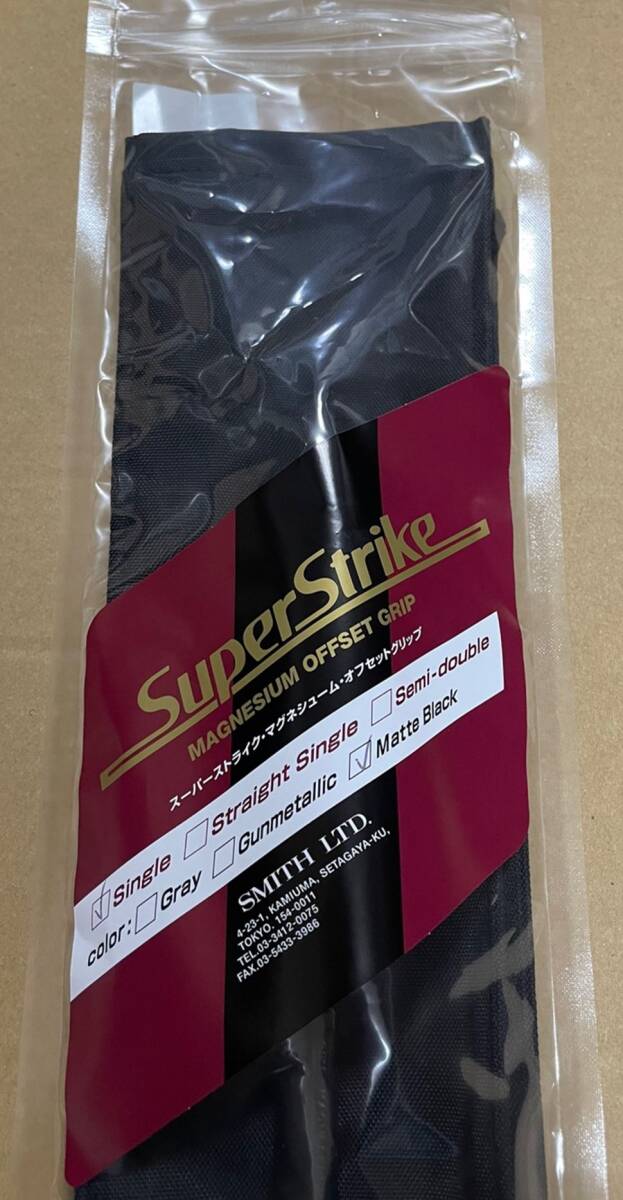 SuperStrike
MAGNESIUM OFFSET GRIP
スーパーストライク・マグネシューム・オフセットグリップ
Single Straight Single Semi-double
color: Gray Gunmetallic Matte Black
SMITH LTD.
4-23-1, KAMIUMA, SETAGAYA-KU,
TOKYO, 154-0011
TEL.03-3412-0075
FAX.03-5433-3986